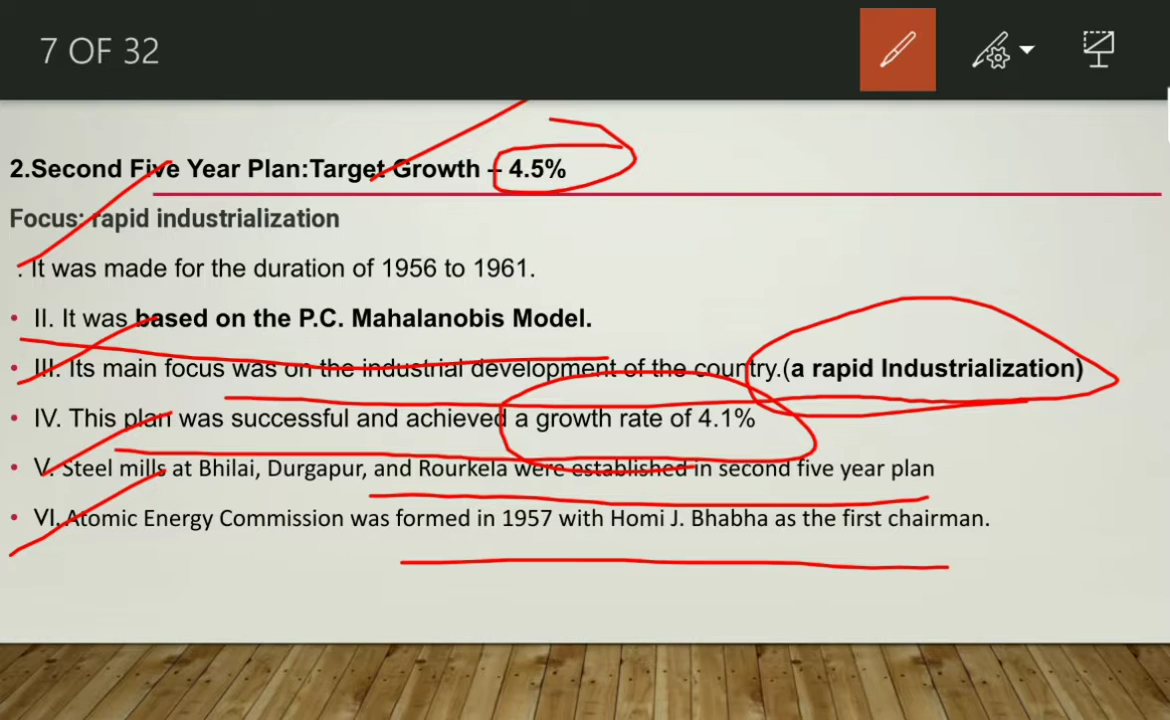 7 OF 32
2.Second Five Year Plan:Target Growth – 4.5%
Focus: rapid industrialization
. It was made for the duration of 1956 to 1961.
• II. It was based on the P.C. Mahalanobis Model.
• III. Its main focus was on the industrial development of the country.(a rapid Industrialization)
• IV. This plan was successful and achieved a growth rate of 4.1%
• V. Steel mills at Bhilai, Durgapur, and Rourkela were established in second five year plan
• VI. Atomic Energy Commission was formed in 1957 with Homi J. Bhabha as the first chairman.